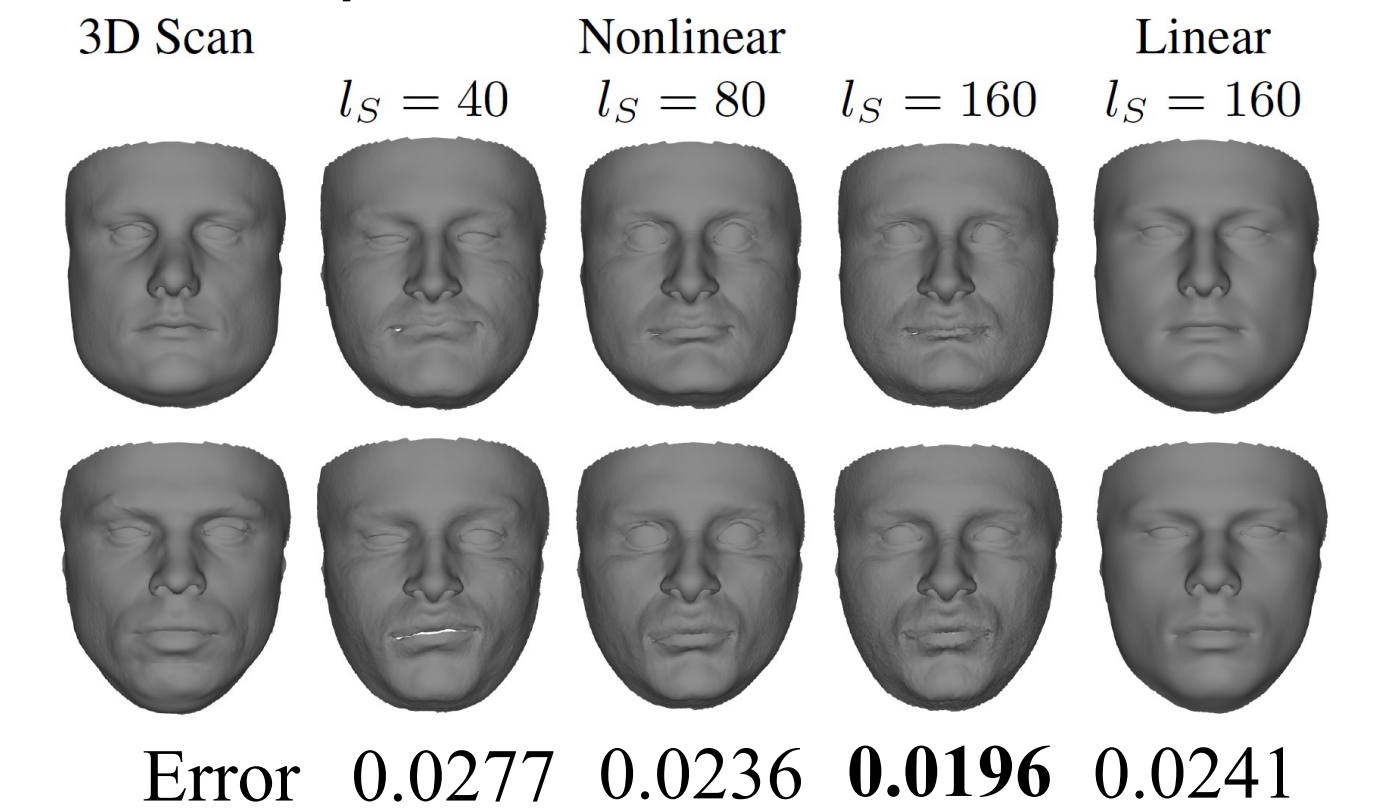 3D Scan Nonlinear Linear
l_S = 40 l_S = 80 l_S = 160 l_S = 160
Error 0.0277 0.0236 0.0196 0.0241